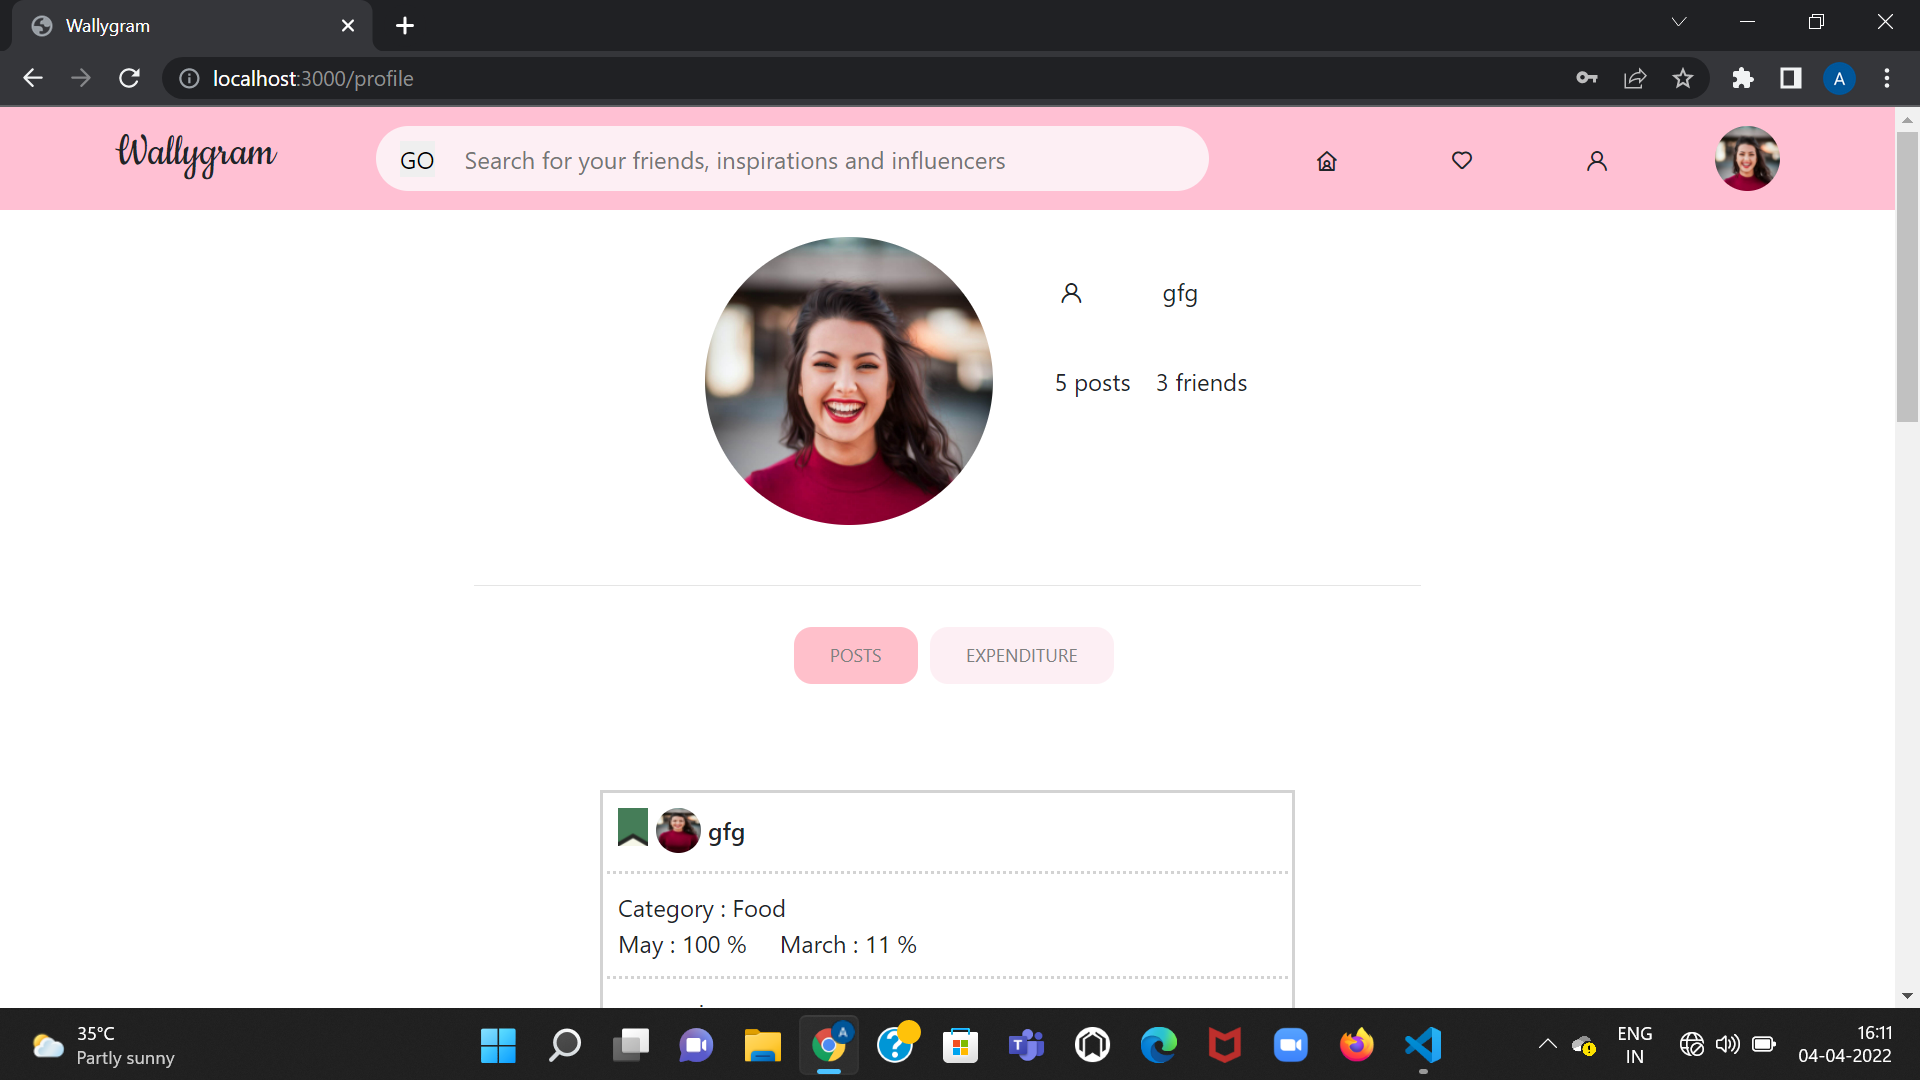 Wallygram
localhost:3000/profile
A
Wallygram
GO Search for your friends, inspirations and influencers
gfg
5 posts 3 friends
POSTS EXPENDITURE
gfg
Category : Food
May : 100 % March : 11 %
35°C
Partly sunny
A
ENG
IN
16:11
04-04-2022